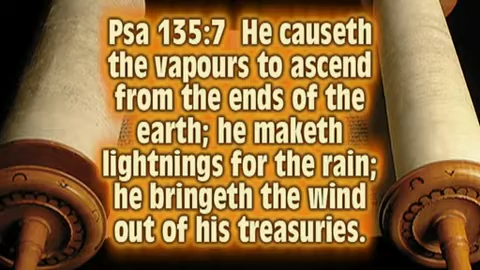 Psa 135:7  He causeth
the vapours to ascend
from the ends of the
earth; he maketh
lightnings for the rain;
he bringeth the wind
out of his treasuries.